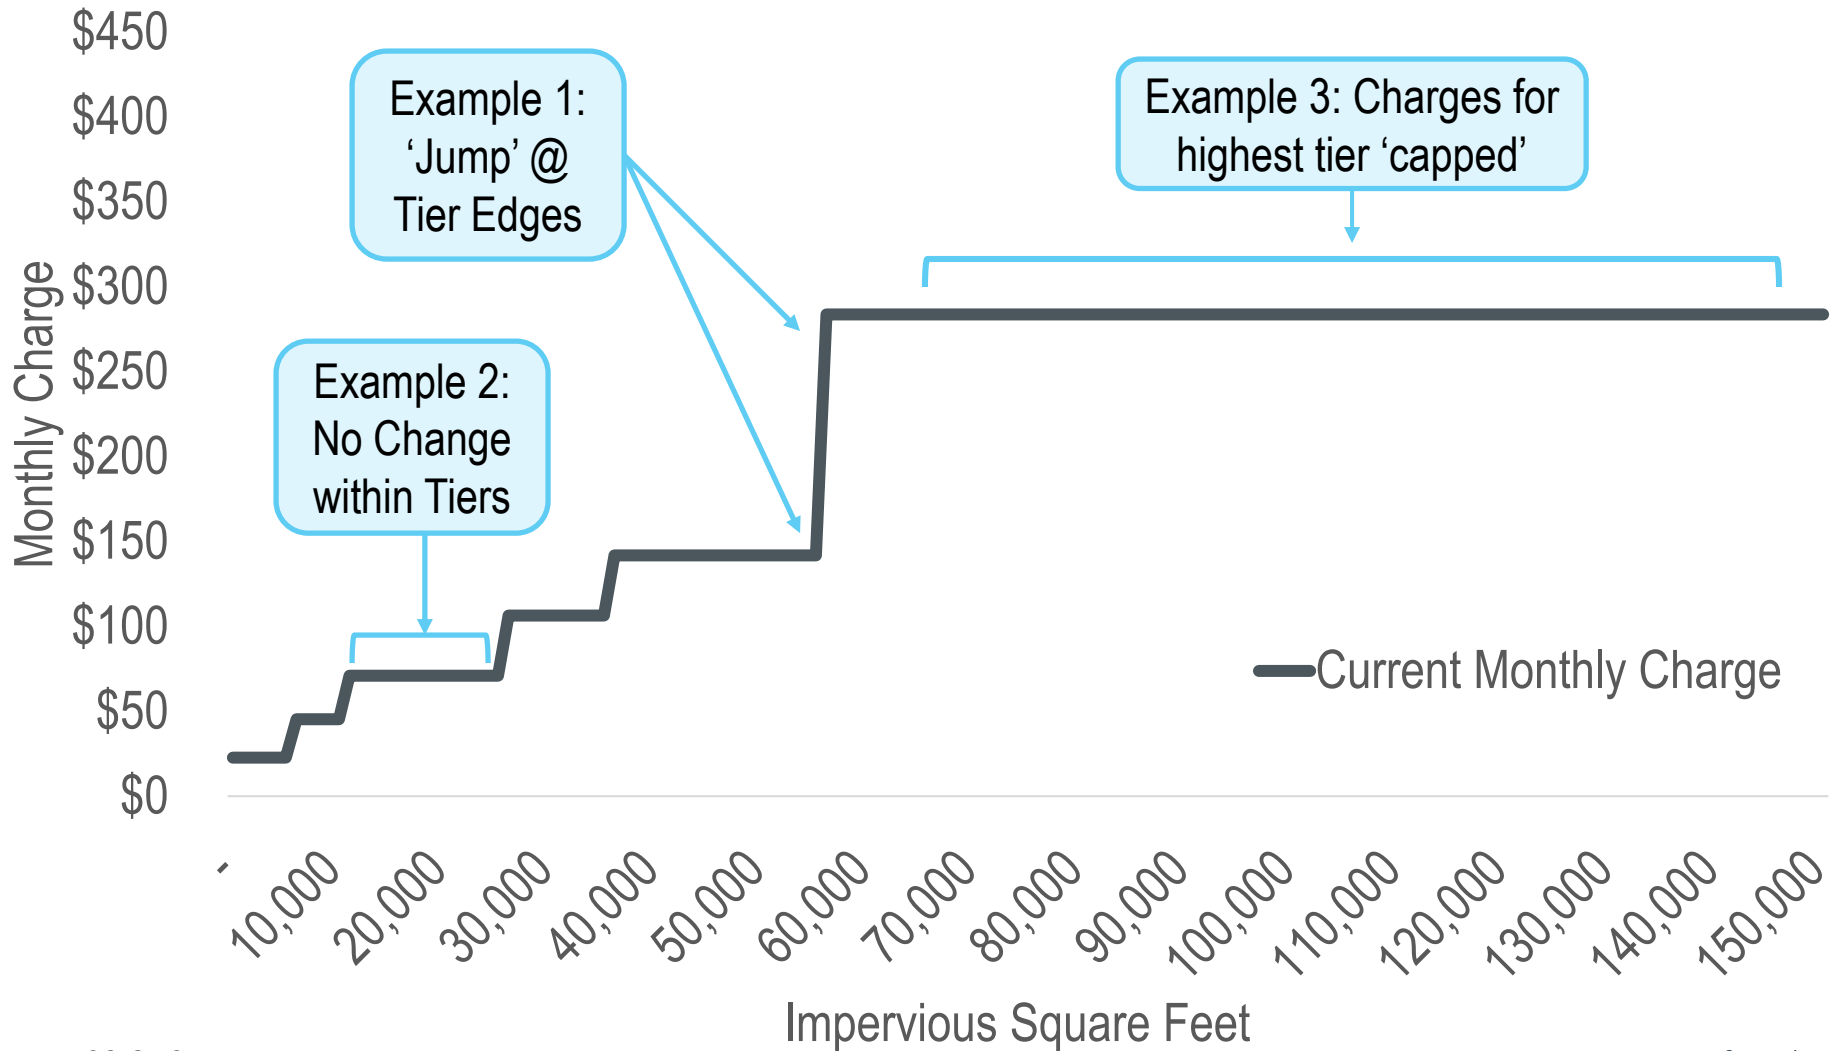 $450
$400
$350
$300
$250
$200
$150
$100
$50
$0
Monthly Charge
Example 1:
‘Jump’ @
Tier Edges
Example 2:
No Change
within Tiers
Example 3: Charges for
highest tier ‘capped’
Current Monthly Charge
-
10,000
20,000
30,000
40,000
50,000
60,000
70,000
80,000
90,000
100,000
110,000
120,000
130,000
140,000
150,000
Impervious Square Feet